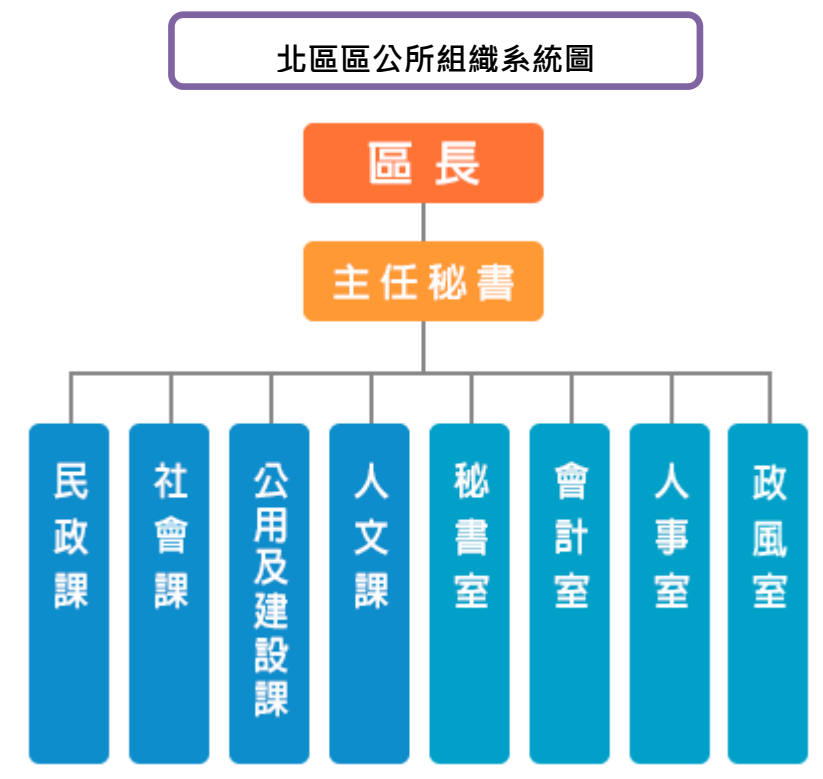 北區區公所組織系統圖
區長
主任秘書
民政課
社會課
公用及建設課
人文課
秘書室
會計室
人事室
政風室